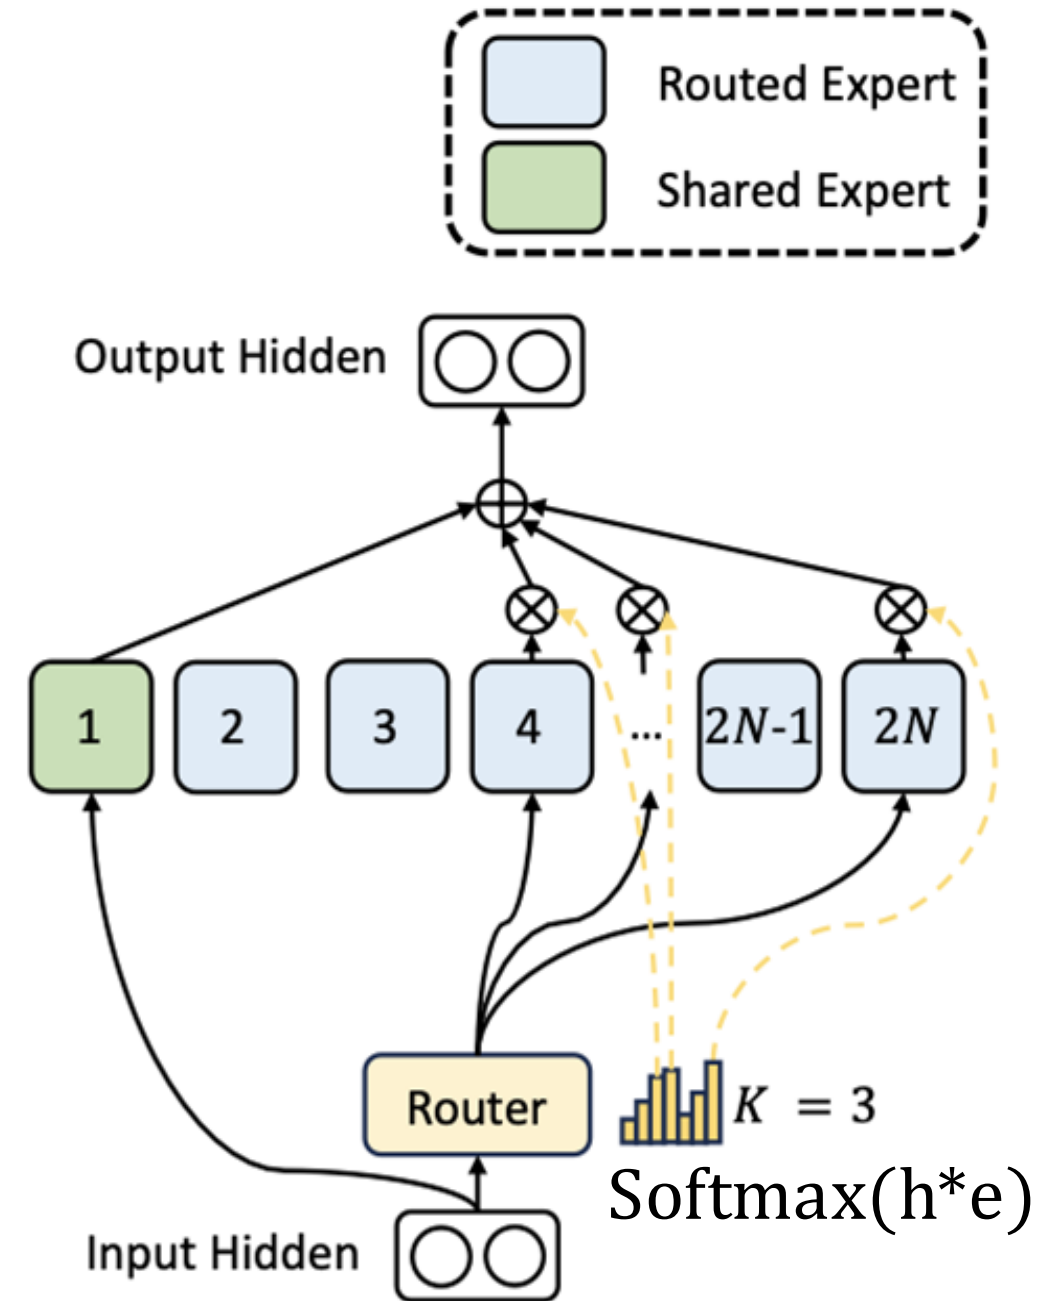 Routed Expert
Shared Expert
Output Hidden
1 2 3 4 ... 2N-1 2N
Router
K = 3
Softmax(h*e)
Input Hidden